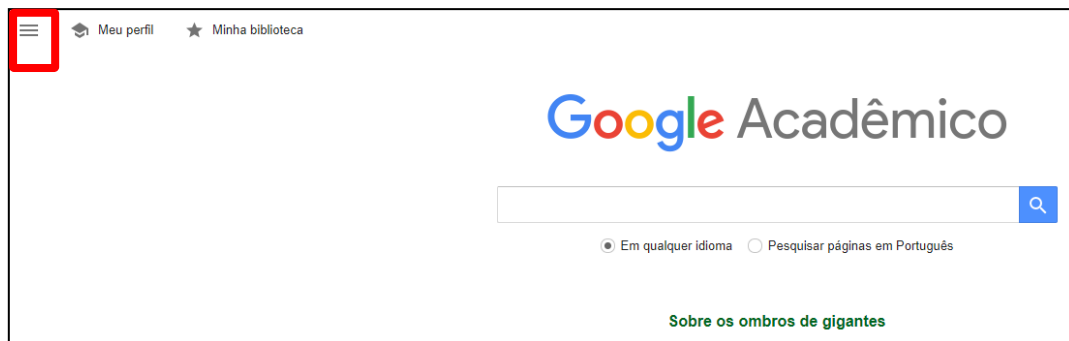 Meu perfil Minha biblioteca
Google Acadêmico
Em qualquer idioma Pesquisar páginas em Português
Sobre os ombros de gigantes